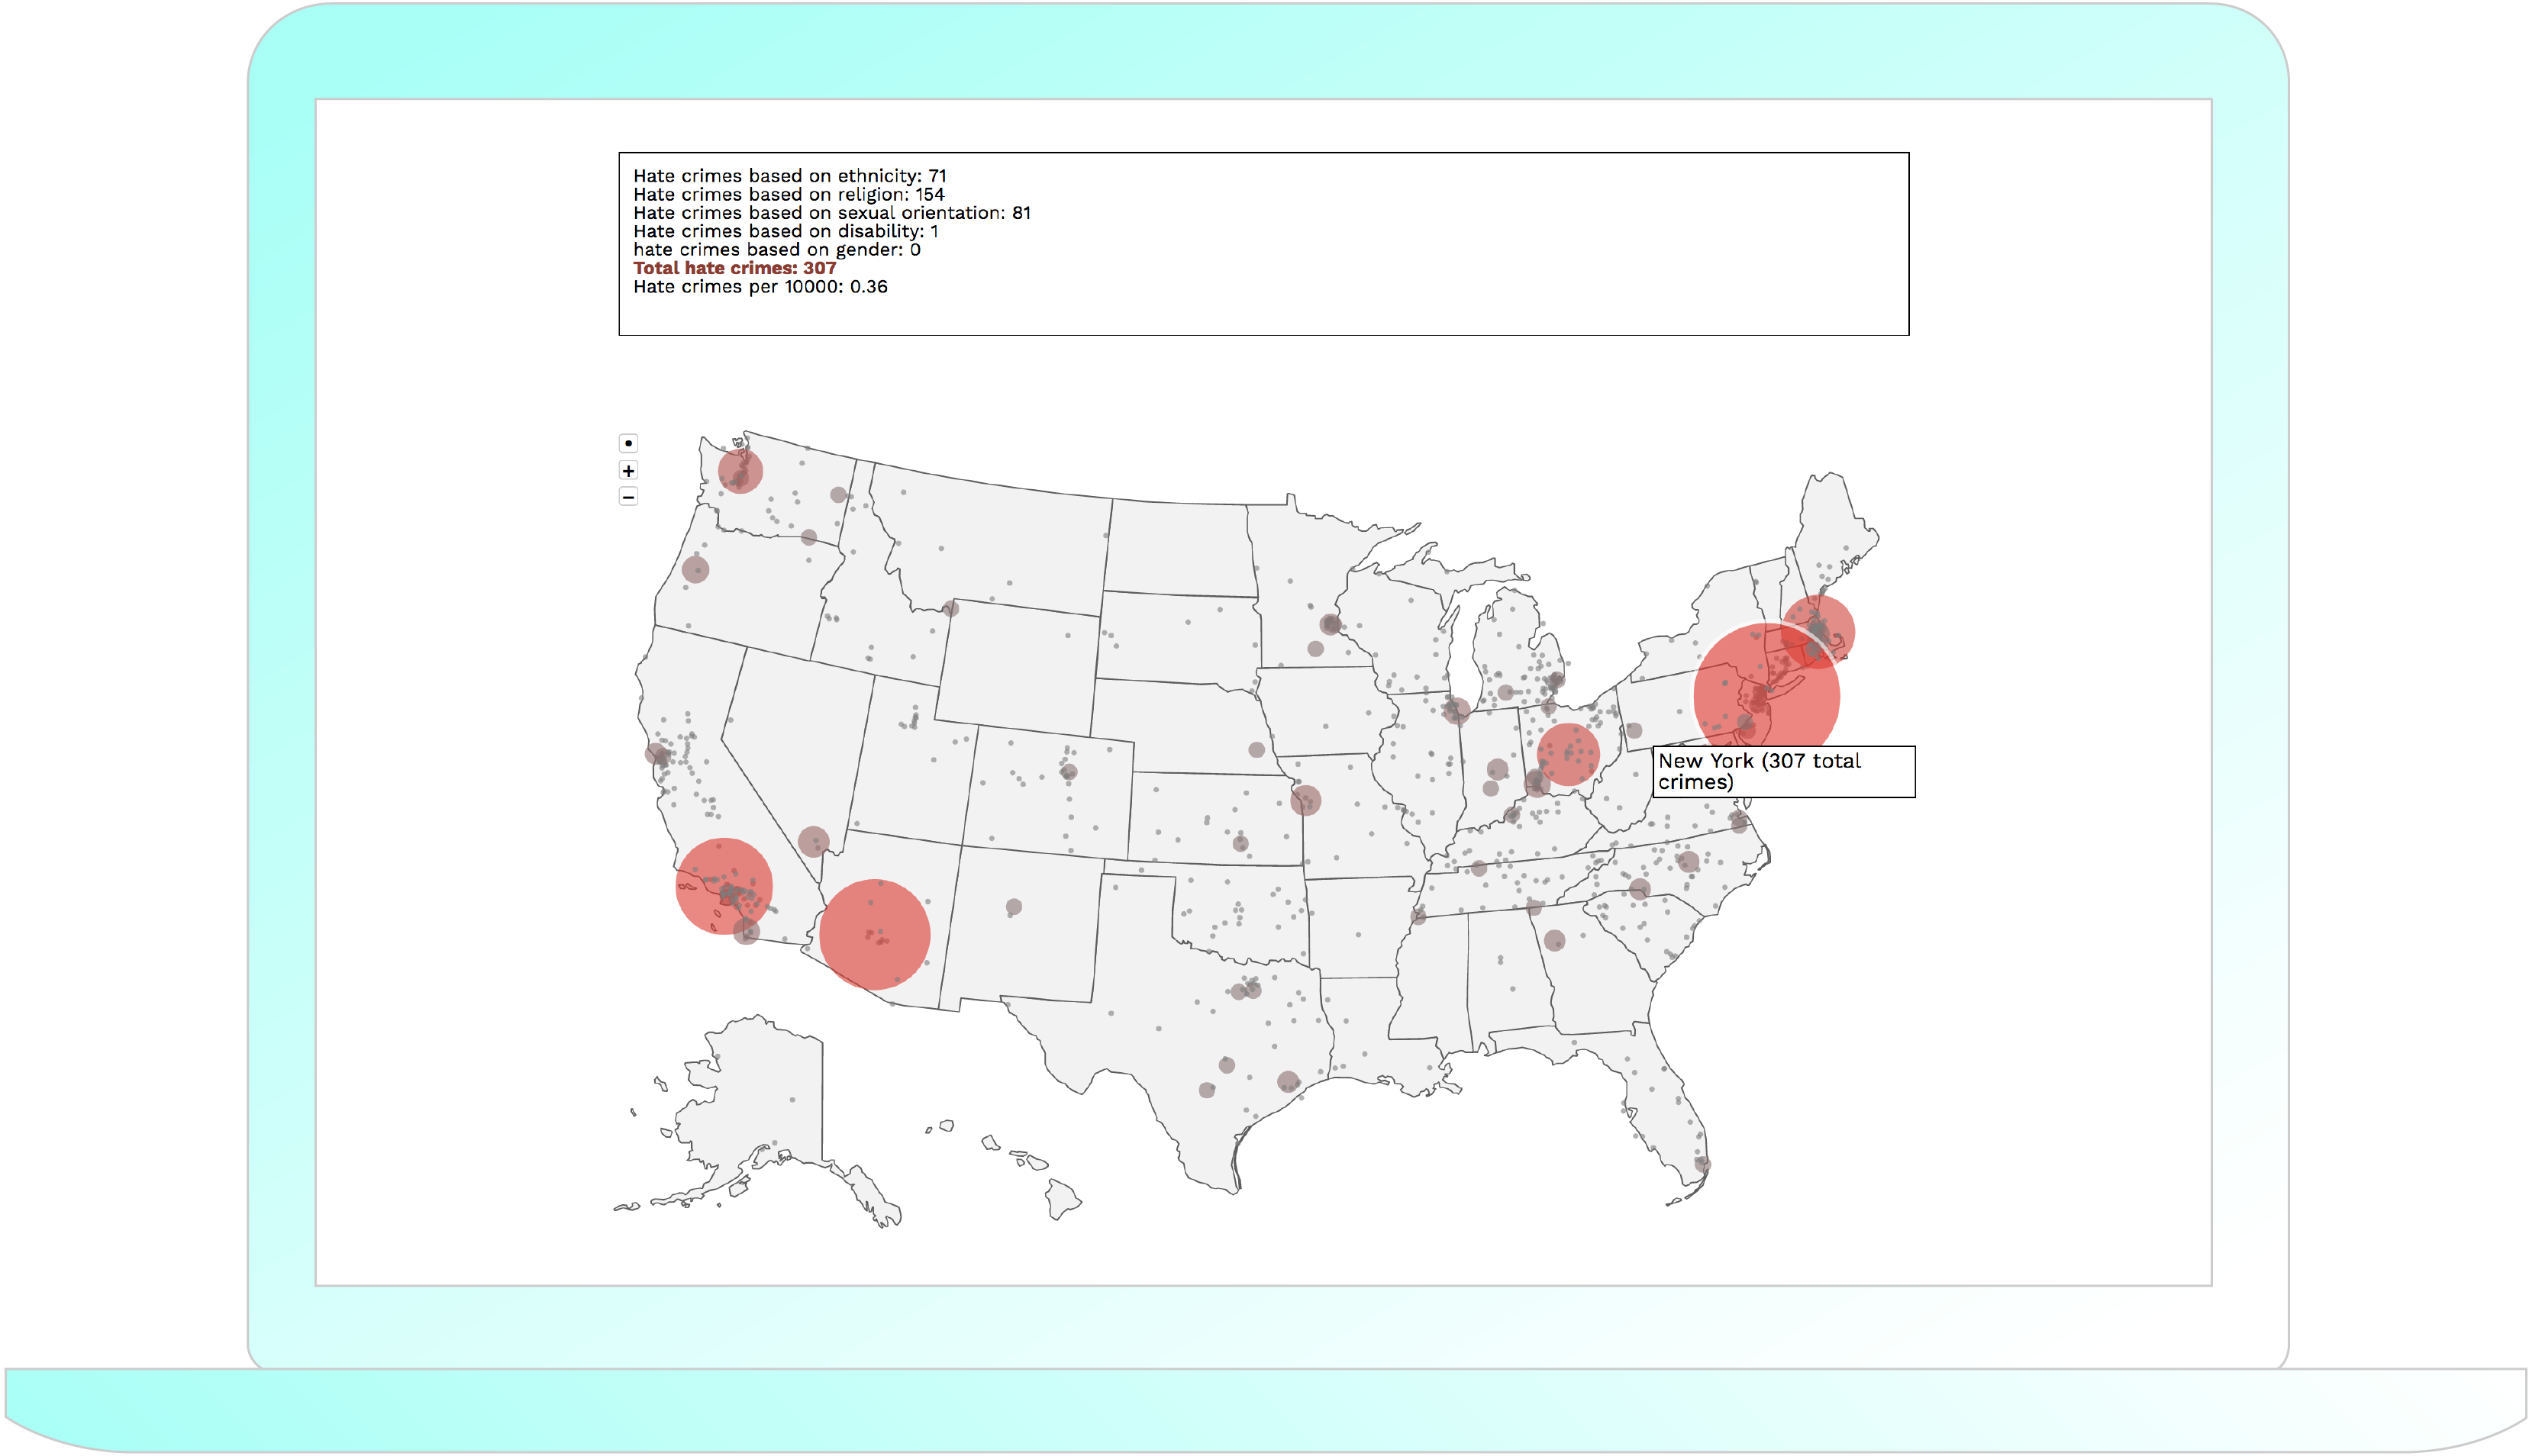 Hate crimes based on ethnicity: 71
Hate crimes based on religion: 154
Hate crimes based on sexual orientation: 81
Hate crimes based on disability: 1
hate crimes based on gender: 0
Total hate crimes: 307
Hate crimes per 10000: 0.36
+
−
New York (307 total
crimes)